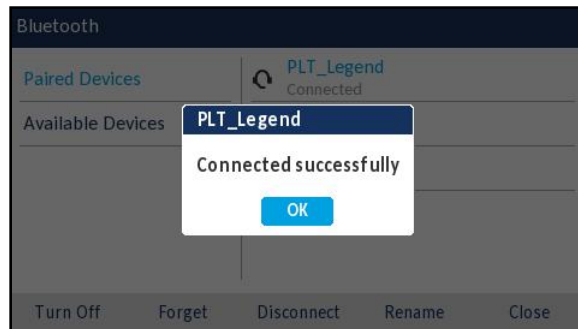 Bluetooth
Paired Devices
PLT_Legend
Connected
Available Devices
PLT_Legend
Connected successfully
OK
Turn Off Forget Disconnect Rename Close